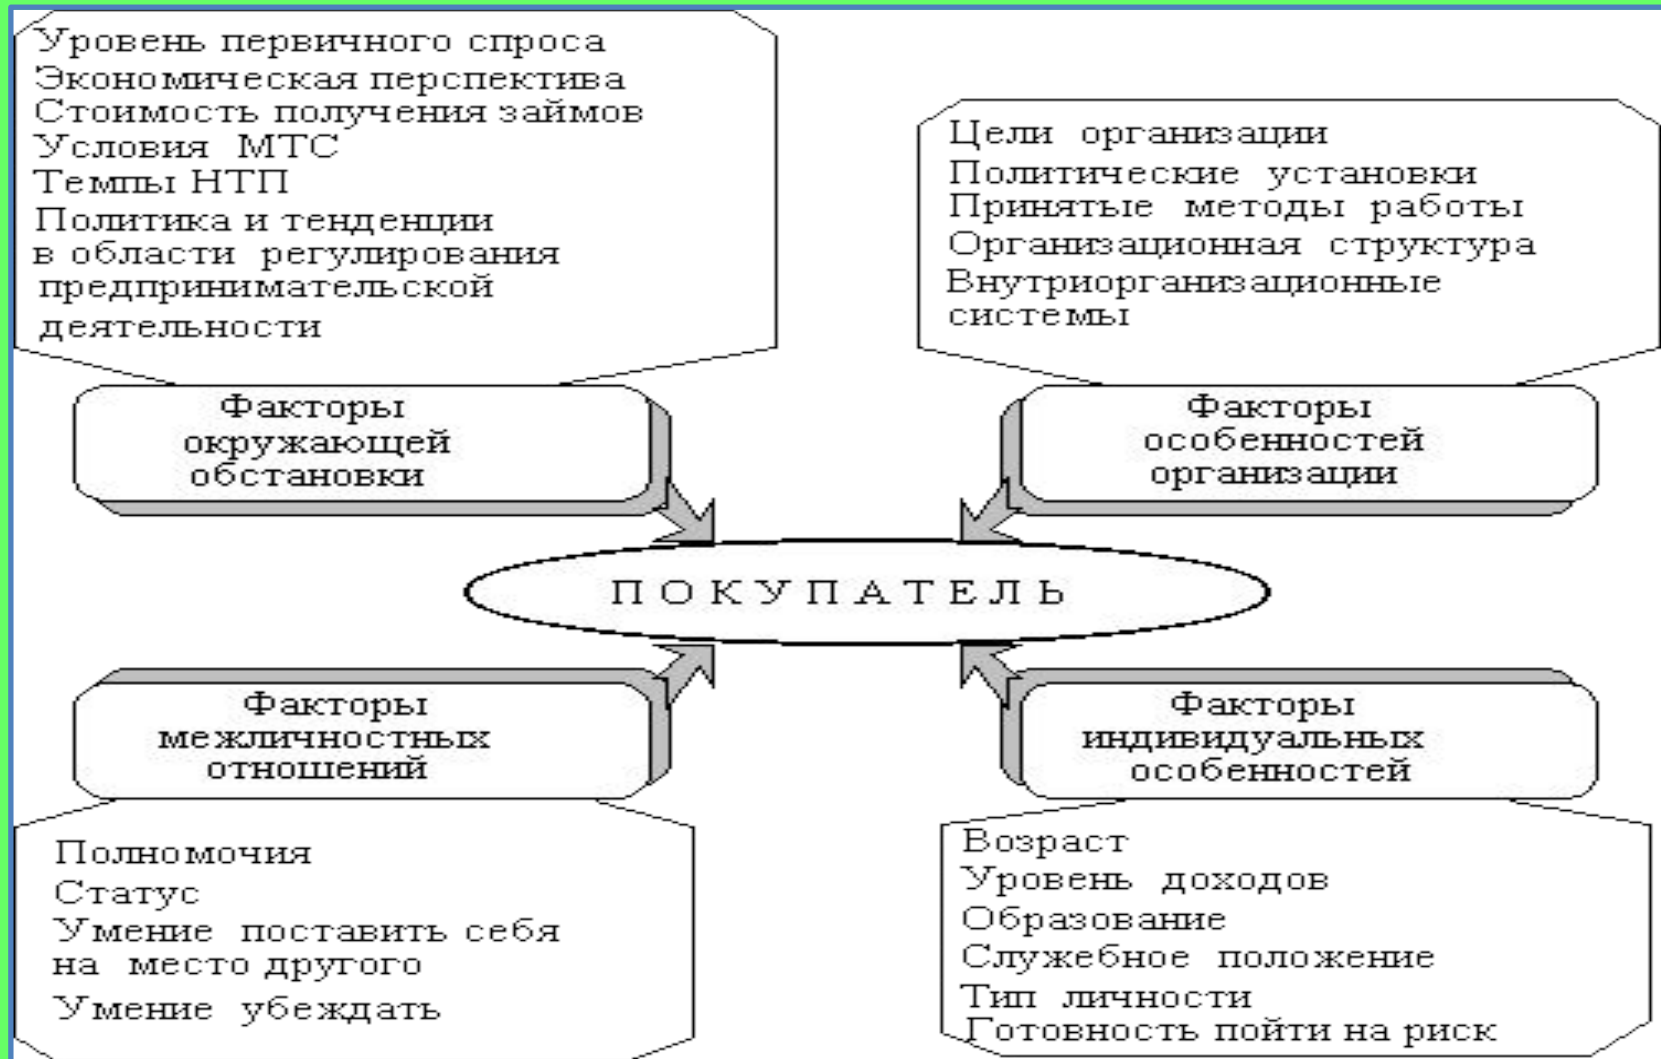 Уровень первичного спроса
Экономическая перспектива
Стоимость получения займов
Условия МТС
Темпы НТП
Политика и тенденции
в области регулирования
предпринимательской
деятельности
Цели организации
Политические установки
Принятые методы работы
Организационная структура
Внутриорганизационные
системы
Факторы
окружающей
обстановки
Факторы
особенностей
организации
ПОКУПАТЕЛЬ
Факторы
межличностных
отношений
Факторы
индивидуальных
особенностей
Полномочия
Статус
Умение поставить себя
на место другого
Умение убеждать
Возраст
Уровень доходов
Образование
Служебное положение
Тип личности
Готовность пойти на риск